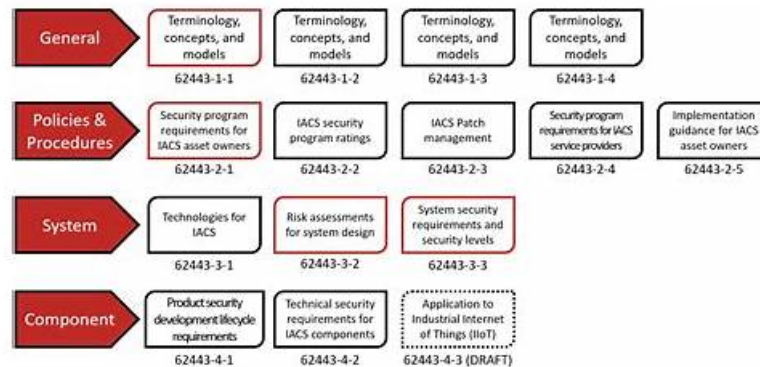 General
Terminology,
concepts, and
models
62443-1-1
Terminology,
concepts, and
models
62443-1-2
Terminology,
concepts, and
models
62443-1-3
Terminology,
concepts, and
models
62443-1-4
Policies &
Procedures
Security program
requirements for
IACS asset owners
62443-2-1
IACS security
program ratings
62443-2-2
IACS Patch
management
62443-2-3
Security program
requirements for IACS
service providers
62443-2-4
Implementation
guidance for IACS
asset owners
62443-2-5
System
Technologies for
IACS
62443-3-1
Risk assessments
for system design
62443-3-2
System security
requirements and
security levels
62443-3-3
Component
Product security
development lifecycle
requirements
62443-4-1
Technical security
requirements for
IACS components
62443-4-2
Application to
Industrial Internet
of Things (IIoT)
62443-4-3 (DRAFT)